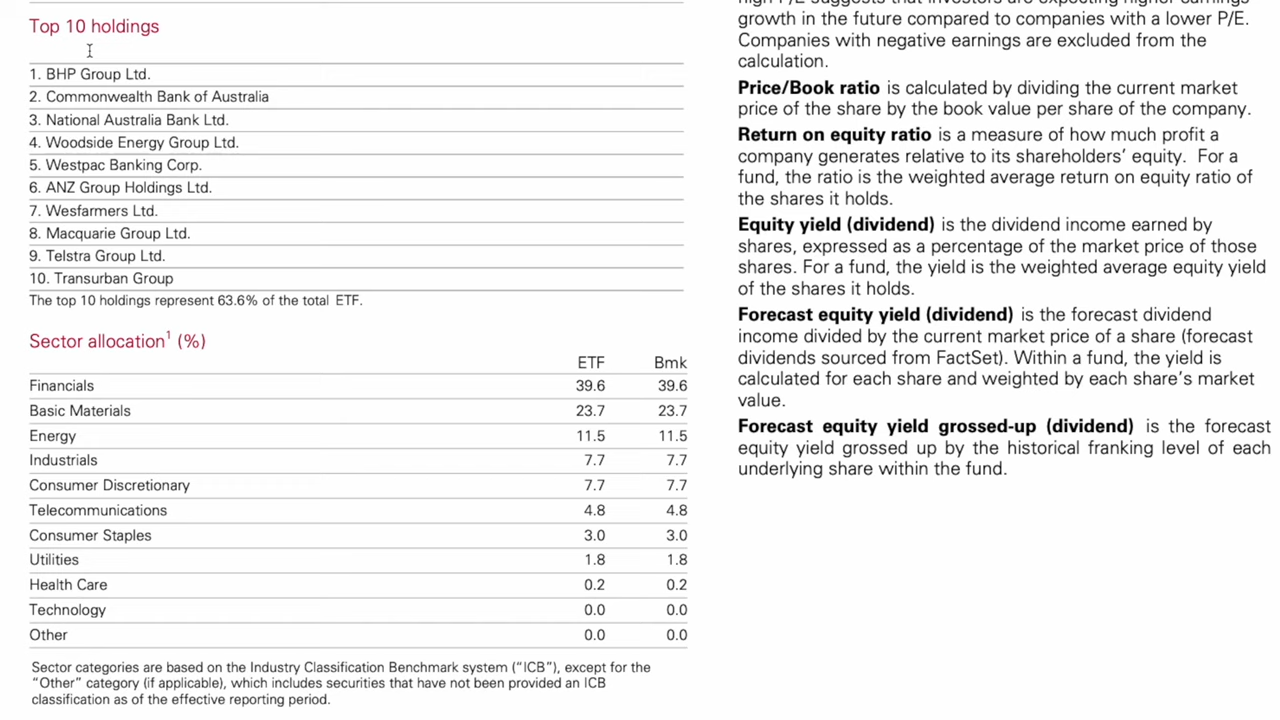 Top 10 holdings
1. BHP Group Ltd.
2. Commonwealth Bank of Australia
3. National Australia Bank Ltd.
4. Woodside Energy Group Ltd.
5. Westpac Banking Corp.
6. ANZ Group Holdings Ltd.
7. Wesfarmers Ltd.
8. Macquarie Group Ltd.
9. Telstra Group Ltd.
10. Transurban Group
The top 10 holdings represent 63.6% of the total ETF.
Sector allocation¹ (%)
ETF Bmk
Financials 39.6 39.6
Basic Materials 23.7 23.7
Energy 11.5 11.5
Industrials 7.7 7.7
Consumer Discretionary 7.7 7.7
Telecommunications 4.8 4.8
Consumer Staples 3.0 3.0
Utilities 1.8 1.8
Health Care 0.2 0.2
Technology 0.0 0.0
Other 0.0 0.0
Sector categories are based on the Industry Classification Benchmark system (“ICB”), except for the
“Other” category (if applicable), which includes securities that have not been provided an ICB
classification as of the effective reporting period.
high P/E suggests that investors are expecting higher earnings
growth in the future compared to companies with a lower P/E.
Companies with negative earnings are excluded from the
calculation.
Price/Book ratio is calculated by dividing the current market
price of the share by the book value per share of the company.
Return on equity ratio is a measure of how much profit a
company generates relative to its shareholders’ equity. For a
fund, the ratio is the weighted average return on equity ratio of
the shares it holds.
Equity yield (dividend) is the dividend income earned by
shares, expressed as a percentage of the market price of those
shares. For a fund, the yield is the weighted average equity yield
of the shares it holds.
Forecast equity yield (dividend) is the forecast dividend
income divided by the current market price of a share (forecast
dividends sourced from FactSet). Within a fund, the yield is
calculated for each share and weighted by each share’s market
value.
Forecast equity yield grossed-up (dividend) is the forecast
equity yield grossed up by the historical franking level of each
underlying share within the fund.